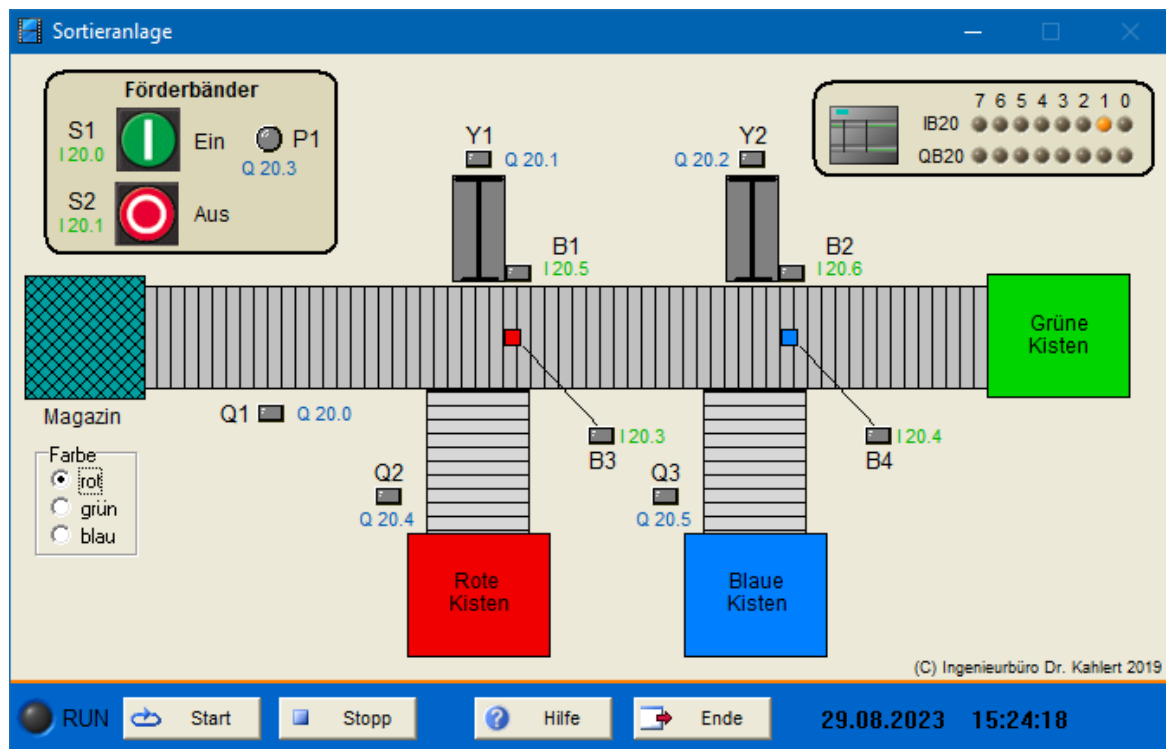 Sortieranlage
Förderbänder
S1
I 20.0
Ein
P1
Q 20.3
S2
I 20.1
Aus
Y1
Q 20.1
Y2
Q 20.2
7 6 5 4 3 2 1 0
IB20
QB20
B1
I 20.5
B2
I 20.6
Grüne
Kisten
Magazin
Q1
Q 20.0
I 20.3
B3
I 20.4
B4
Farbe
rot
grün
blau
Q2
Q 20.4
Q3
Q 20.5
Rote
Kisten
Blaue
Kisten
(C) Ingenieurbüro Dr. Kahlert 2019
RUN
Start
Stopp
Hilfe
Ende
29.08.2023 15:24:18